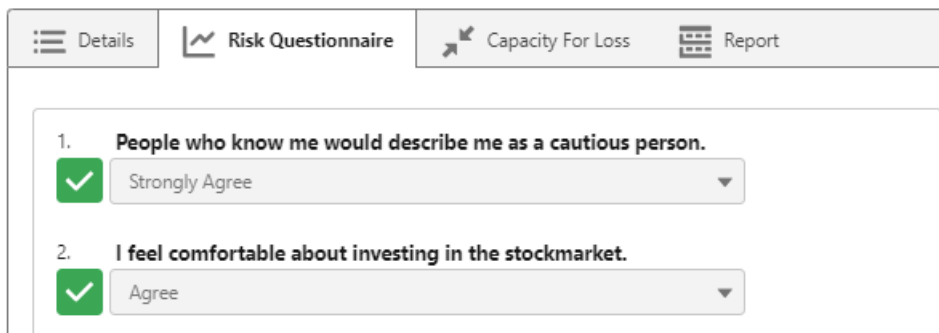 Details Risk Questionnaire Capacity For Loss Report
1. People who know me would describe me as a cautious person.
Strongly Agree
2. I feel comfortable about investing in the stockmarket.
Agree